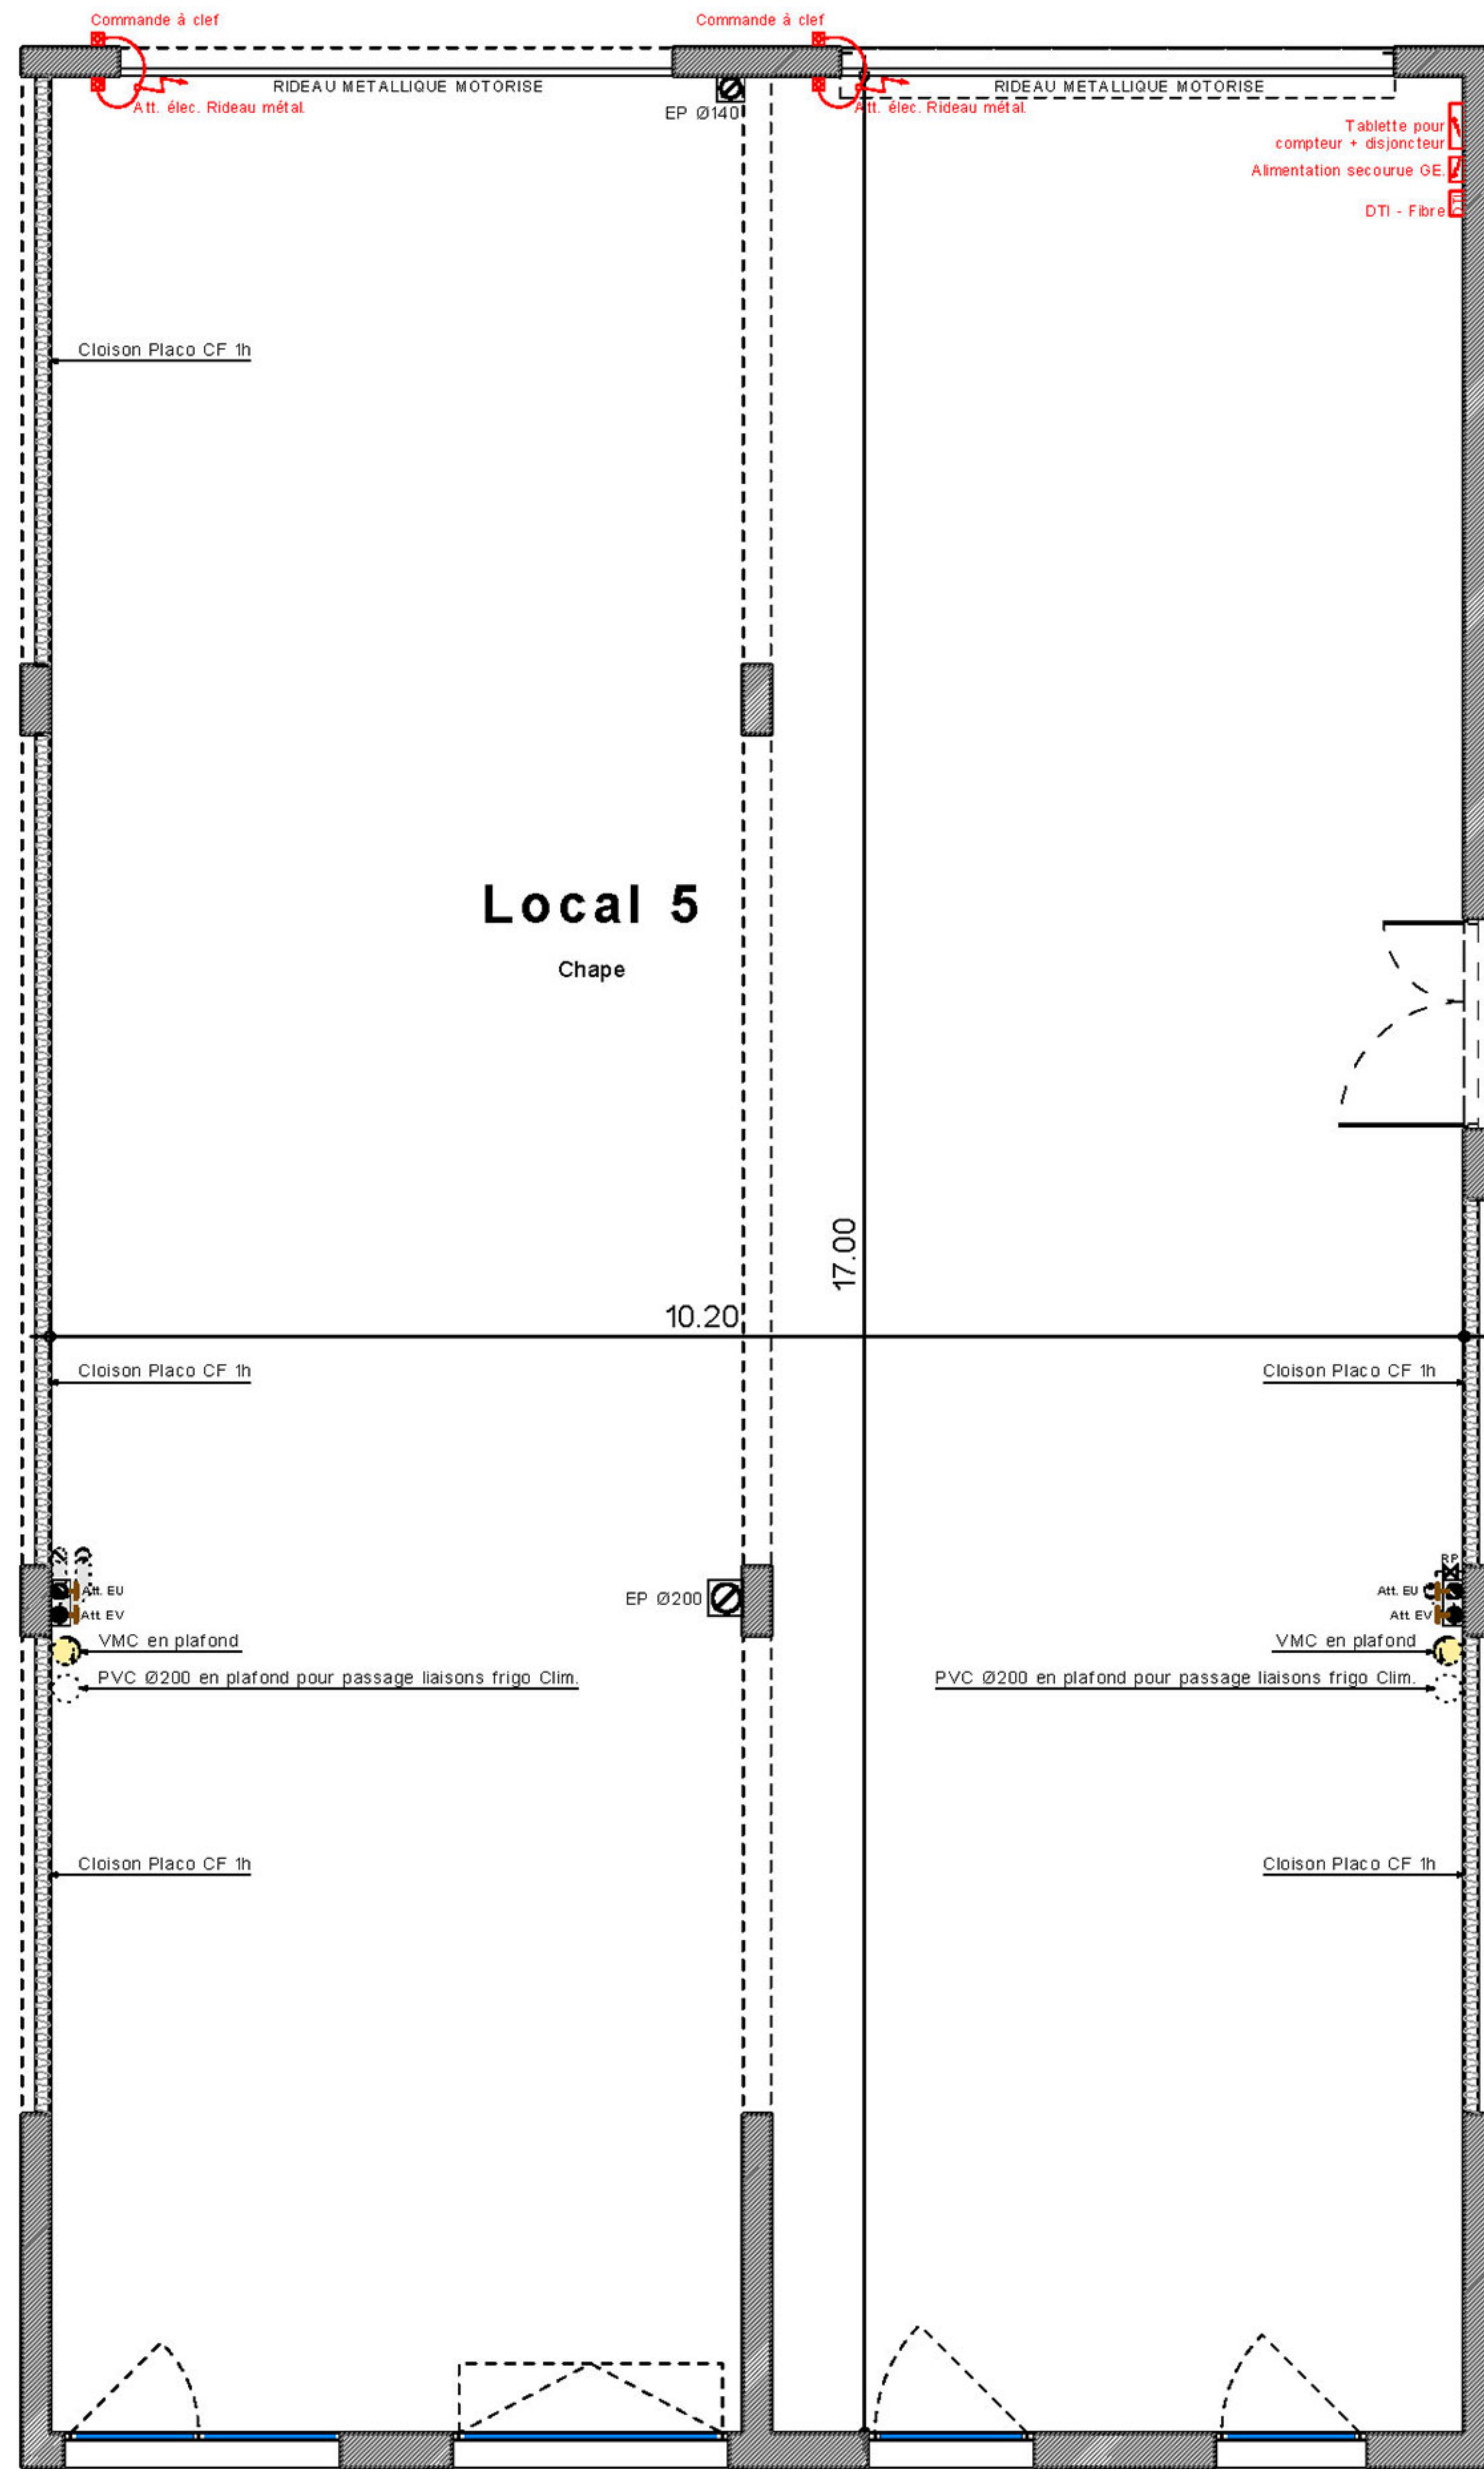 Commande à clef
Commande à clef
RIDEAU METALLIQUE MOTORISE
RIDEAU METALLIQUE MOTORISE
Att. élec. Rideau métal.
EP Ø140
Att. élec. Rideau métal.
Tablette pour
compteur + disjoncteur
Alimentation secourue GE.
DTI - Fibre
DTI
Cloison Placo CF 1h
Local 5
Chape
17.00
10.20
Cloison Placo CF 1h
Cloison Placo CF 1h
RP
Att. EU
Att. EV
EP Ø200
Att. EU
Att. EV
VMC en plafond
VMC en plafond
PVC Ø200 en plafond pour passage liaisons frigo Clim.
PVC Ø200 en plafond pour passage liaisons frigo Clim.
Cloison Placo CF 1h
Cloison Placo CF 1h